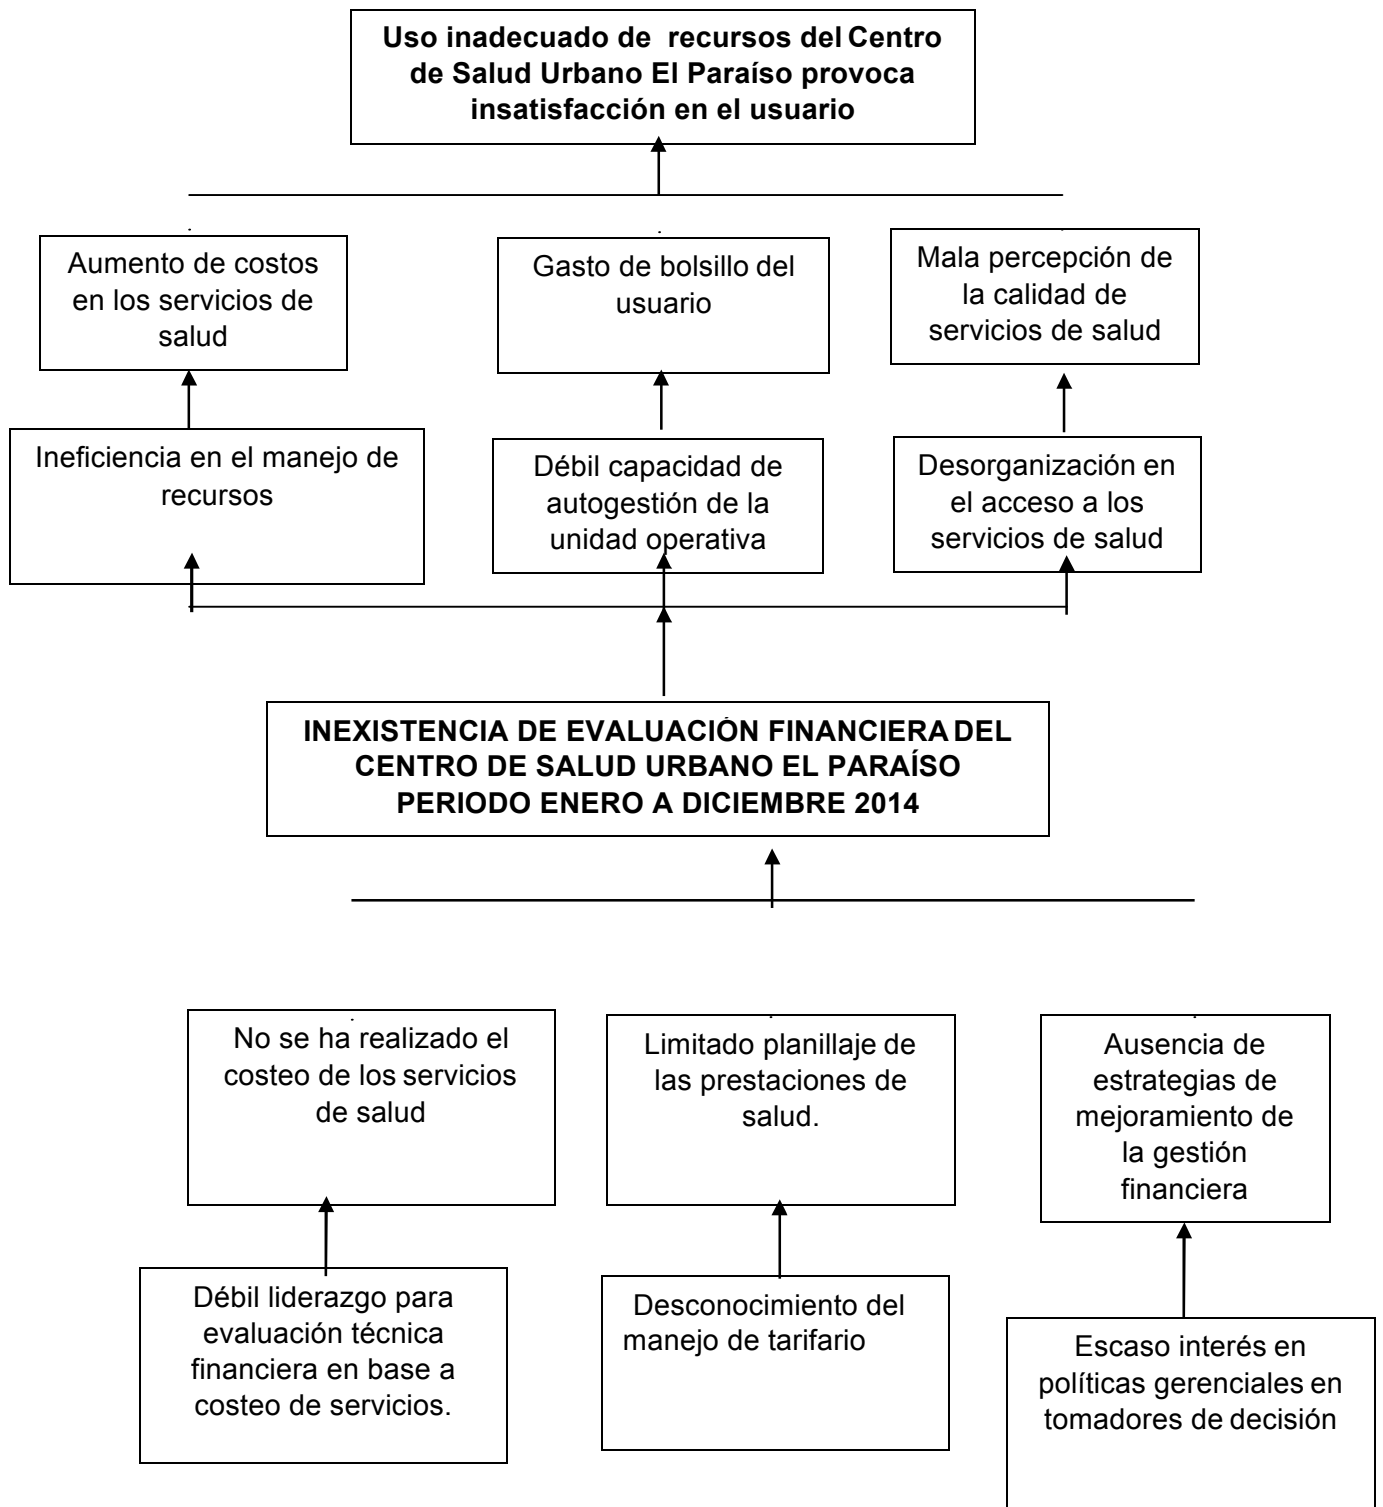 Uso inadecuado de recursos del Centro
de Salud Urbano El Paraíso provoca
insatisfacción en el usuario
Aumento de costos
en los servicios de
salud
Gasto de bolsillo del
usuario
Mala percepción de
la calidad de
servicios de salud
Ineficiencia en el manejo de
recursos
Débil capacidad de
autogestión de la
unidad operativa
Desorganización en
el acceso a los
servicios de salud
INEXISTENCIA DE EVALUACIÓN FINANCIERA DEL
CENTRO DE SALUD URBANO EL PARAÍSO
PERIODO ENERO A DICIEMBRE 2014
No se ha realizado el
costeo de los servicios
de salud
Limitado planillaje de
las prestaciones de
salud.
Ausencia de
estrategias de
mejoramiento de
la gestión
financiera
Débil liderazgo para
evaluación técnica
financiera en base a
costeo de servicios.
Desconocimiento del
manejo de tarifario
Escaso interés en
políticas gerenciales en
tomadores de decisión